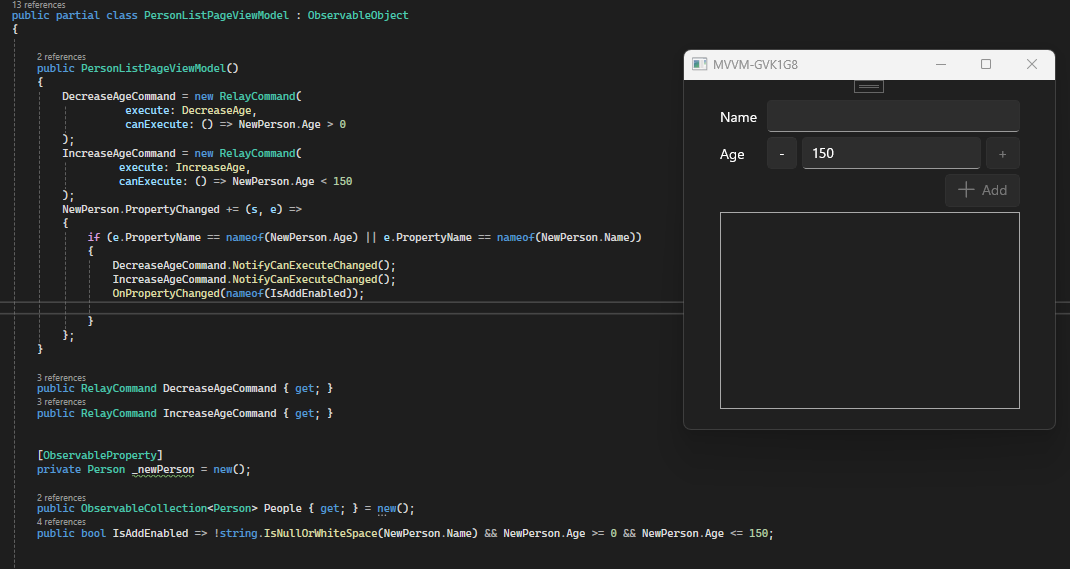 13 references
public partial class PersonListPageViewModel : ObservableObject
{
2 references
public PersonListPageViewModel()
{
DecreaseAgeCommand = new RelayCommand(
execute: DecreaseAge,
canExecute: () => NewPerson.Age > 0
);
IncreaseAgeCommand = new RelayCommand(
execute: IncreaseAge,
canExecute: () => NewPerson.Age < 150
);
NewPerson.PropertyChanged += (s, e) =>
{
if (e.PropertyName == nameof(NewPerson.Age) || e.PropertyName == nameof(NewPerson.Name))
{
DecreaseAgeCommand.NotifyCanExecuteChanged();
IncreaseAgeCommand.NotifyCanExecuteChanged();
OnPropertyChanged(nameof(IsAddEnabled));
}
};
}
3 references
public RelayCommand DecreaseAgeCommand { get; }
3 references
public RelayCommand IncreaseAgeCommand { get; }
[ObservableProperty]
private Person _newPerson = new();
2 references
public ObservableCollection<Person> People { get; } = new();
4 references
public bool IsAddEnabled => !string.IsNullOrWhiteSpace(NewPerson.Name) && NewPerson.Age >= 0 && NewPerson.Age <= 150;
MVVM-GVK1G8
Name
Age - 150 +
+ Add